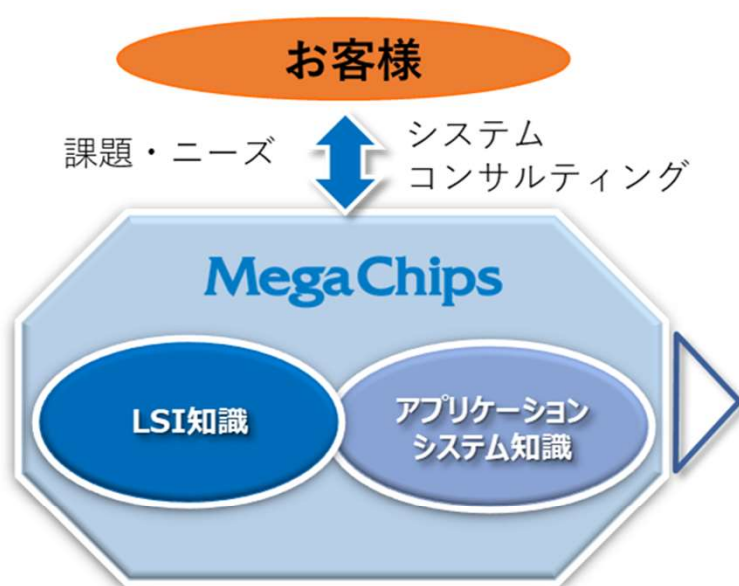 お客様
課題・ニーズ
システム
コンサルティング
MegaChips
LSI知識
アプリケーション
システム知識